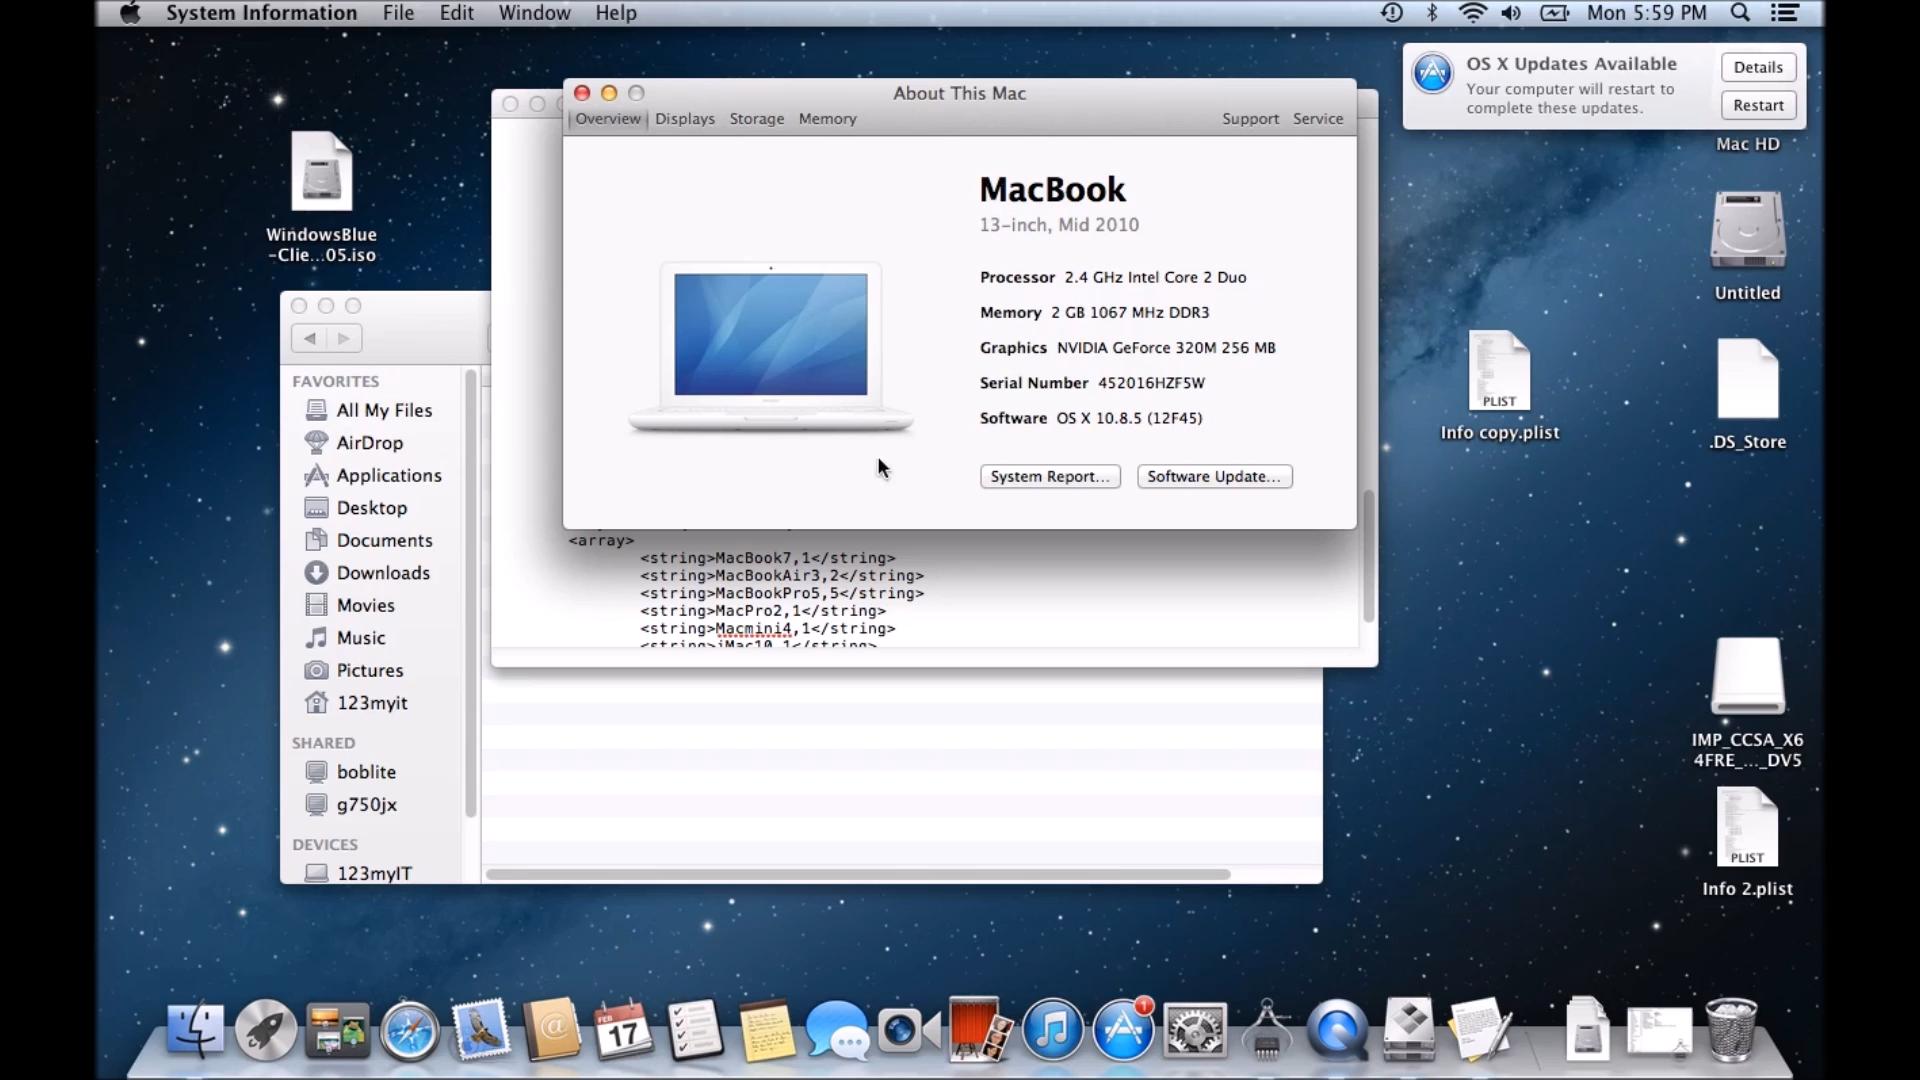 System Information File Edit Window Help
Mon 5:59 PM
OS X Updates Available
Your computer will restart to
complete these updates.
Details
Restart
Mac HD
WindowsBlue
-Clie...05.iso
About This Mac
Overview Displays Storage Memory
Support Service
MacBook
13-inch, Mid 2010
Processor 2.4 GHz Intel Core 2 Duo
Memory 2 GB 1067 MHz DDR3
Graphics NVIDIA GeForce 320M 256 MB
Serial Number 452016HZF5W
Software OS X 10.8.5 (12F45)
System Report...
Software Update...
Untitled
PLIST
Info copy.plist
.DS_Store
IMP_CCSA_X6
4FRE_..._DV5
PLIST
Info 2.plist
<array>
<string>MacBook7,1</string>
<string>MacBookAir3,2</string>
<string>MacBookPro5,5</string>
<string>MacPro2,1</string>
<string>Macmini4,1</string>
<string>iMac10,1</string>
FAVORITES
All My Files
AirDrop
Applications
Desktop
Documents
Downloads
Movies
Music
Pictures
123myit
SHARED
boblite
g750jx
DEVICES
123myIT
FEB
17
1